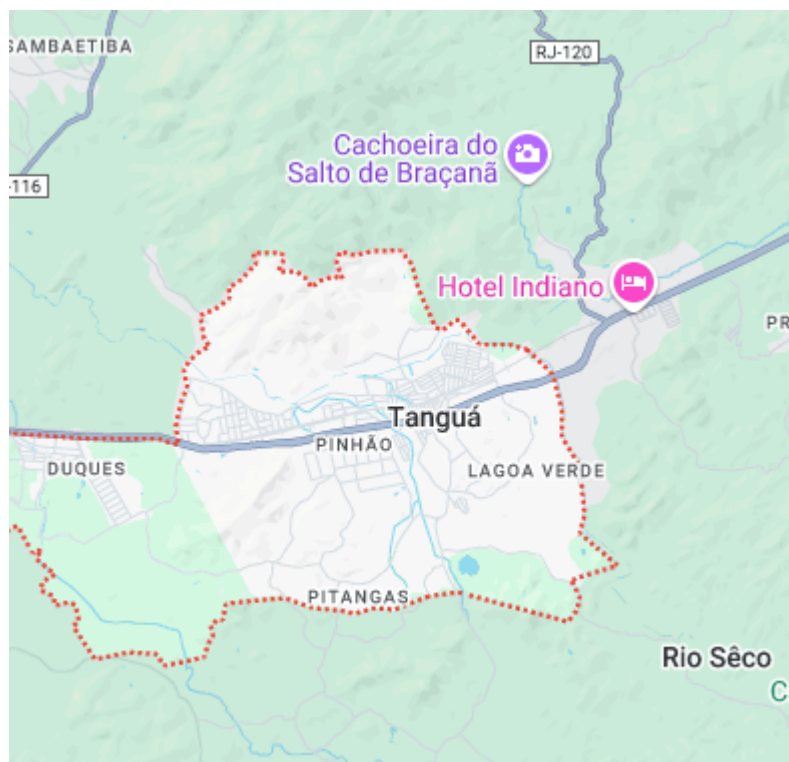 SAMBAETIBA
RJ-120
Cachoeira do
Salto de Braçanã
-116
Hotel Indiano
PR
Tanguá
PINHÃO
DUQUES
LAGOA VERDE
PITANGAS
Rio Sêco
C